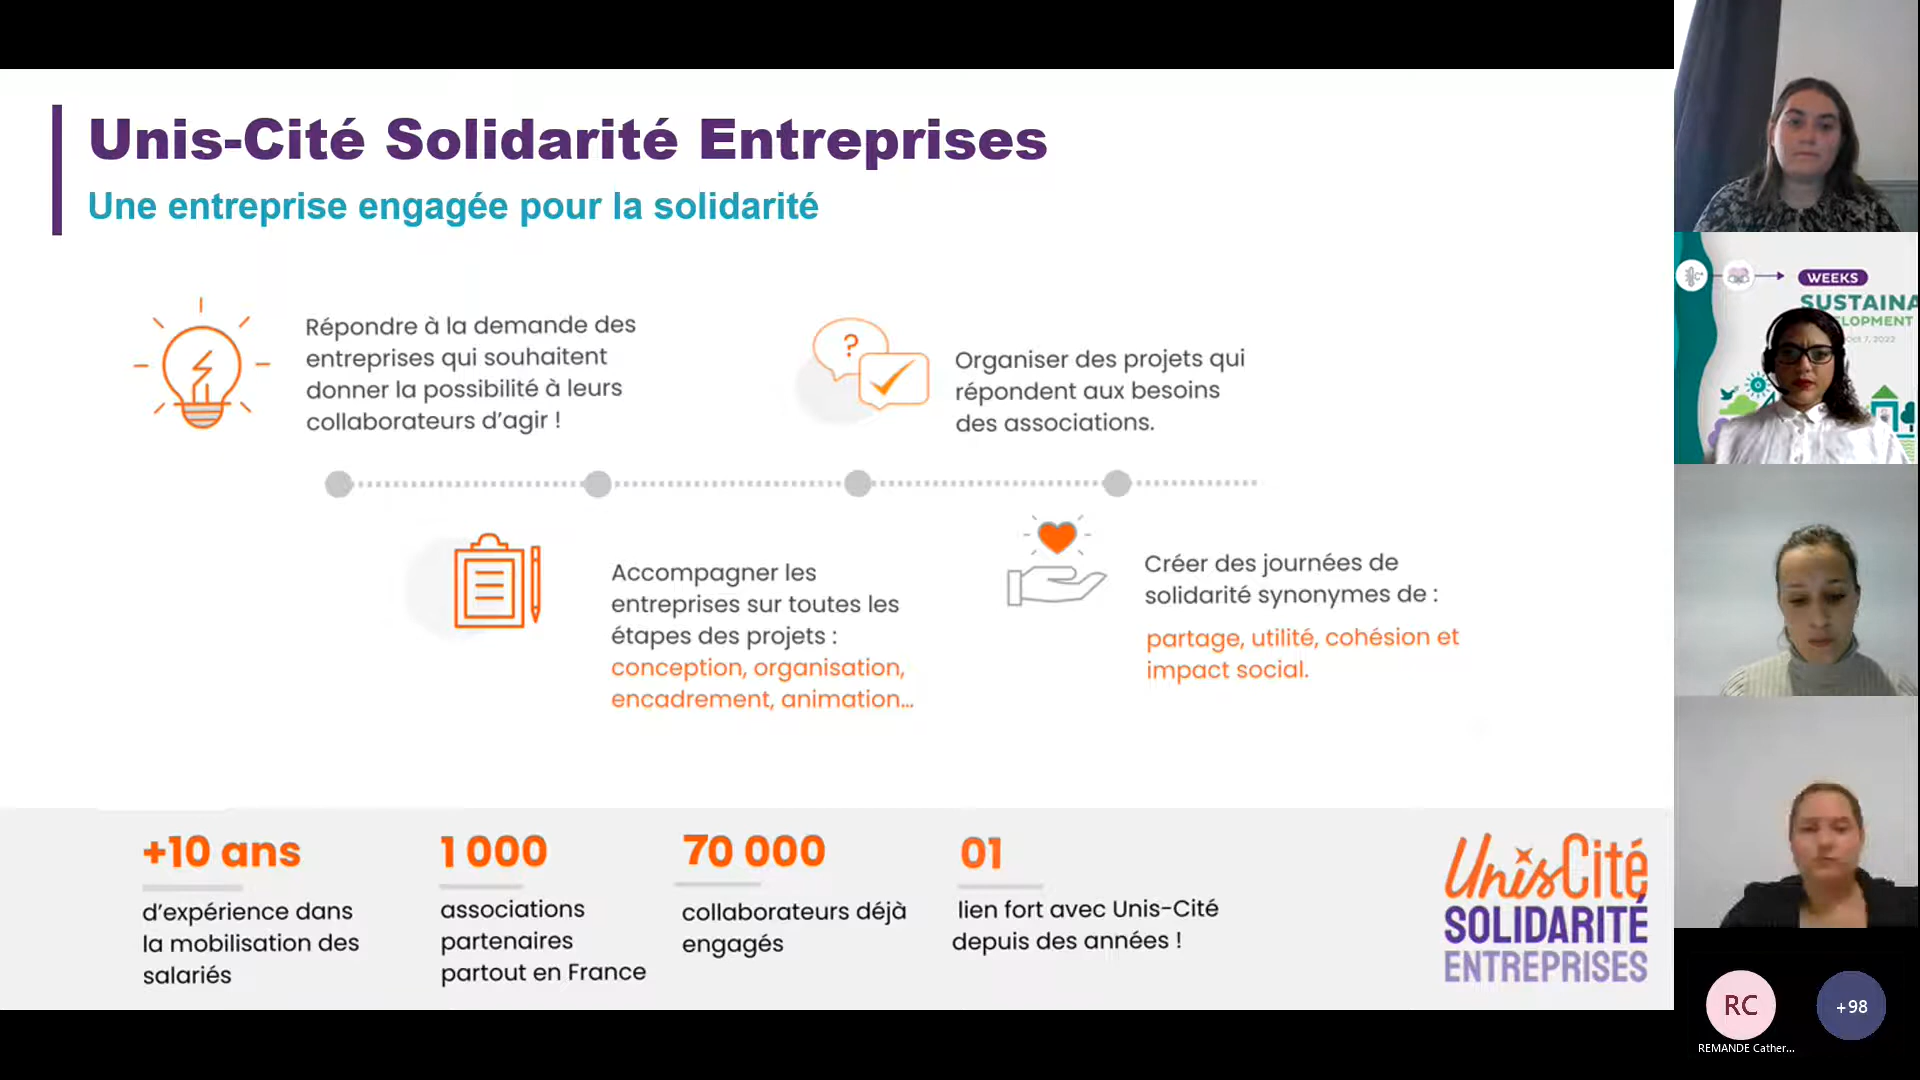 Unis-Cité Solidarité Entreprises
Une entreprise engagée pour la solidarité
Répondre à la demande des
entreprises qui souhaitent
donner la possibilité à leurs
collaborateurs d'agir !
?
Organiser des projets qui
répondent aux besoins
des associations.
Accompagner les
entreprises sur toutes les
étapes des projets :
conception, organisation,
encadrement, animation...
Créer des journées de
solidarité synonymes de :
partage, utilité, cohésion et
impact social.
+10 ans
d'expérience dans
la mobilisation des
salariés
1 000
associations
partenaires
partout en France
70 000
collaborateurs déjà
engagés
01
lien fort avec Unis-Cité
depuis des années !
UnisCité
SOLIDARITÉ
ENTREPRISES
WEEKS
SUSTAINA
ELOPMENT
Oct 7, 2022
RC
+98
REMANDE Cather...